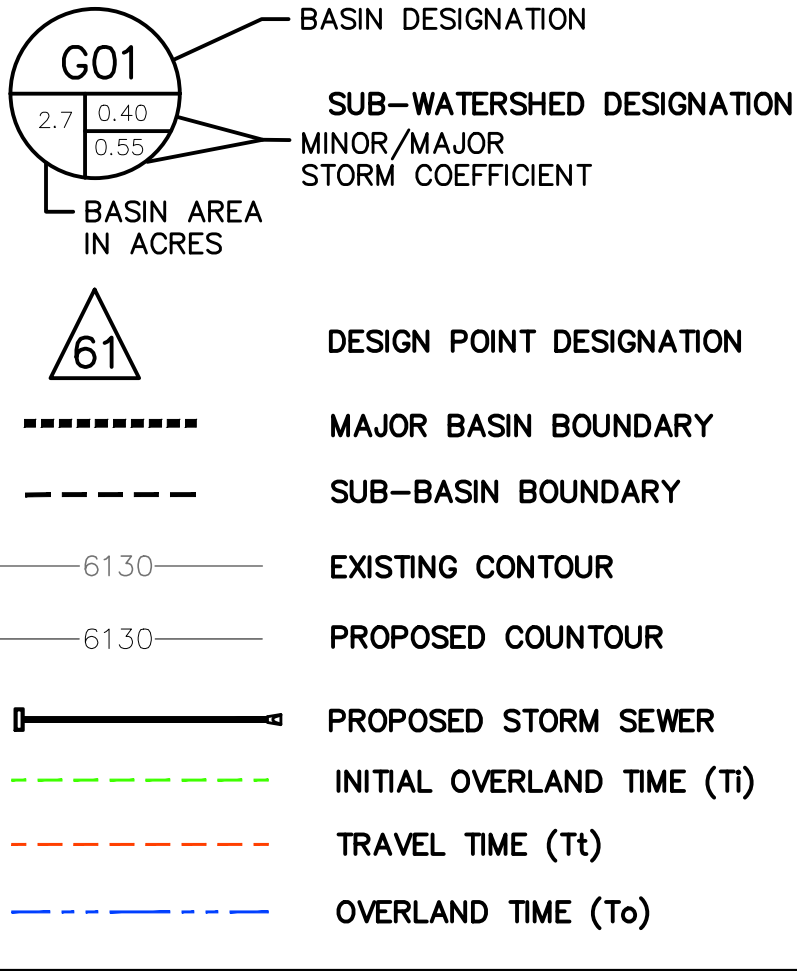 BASIN DESIGNATION
G01
2.7
0.40
0.55
SUB-WATERSHED DESIGNATION
MINOR/MAJOR
STORM COEFFICIENT
BASIN AREA
IN ACRES
61
DESIGN POINT DESIGNATION
MAJOR BASIN BOUNDARY
SUB-BASIN BOUNDARY
6130
EXISTING CONTOUR
6130
PROPOSED COUNTOUR
PROPOSED STORM SEWER
INITIAL OVERLAND TIME (Ti)
TRAVEL TIME (Tt)
OVERLAND TIME (To)